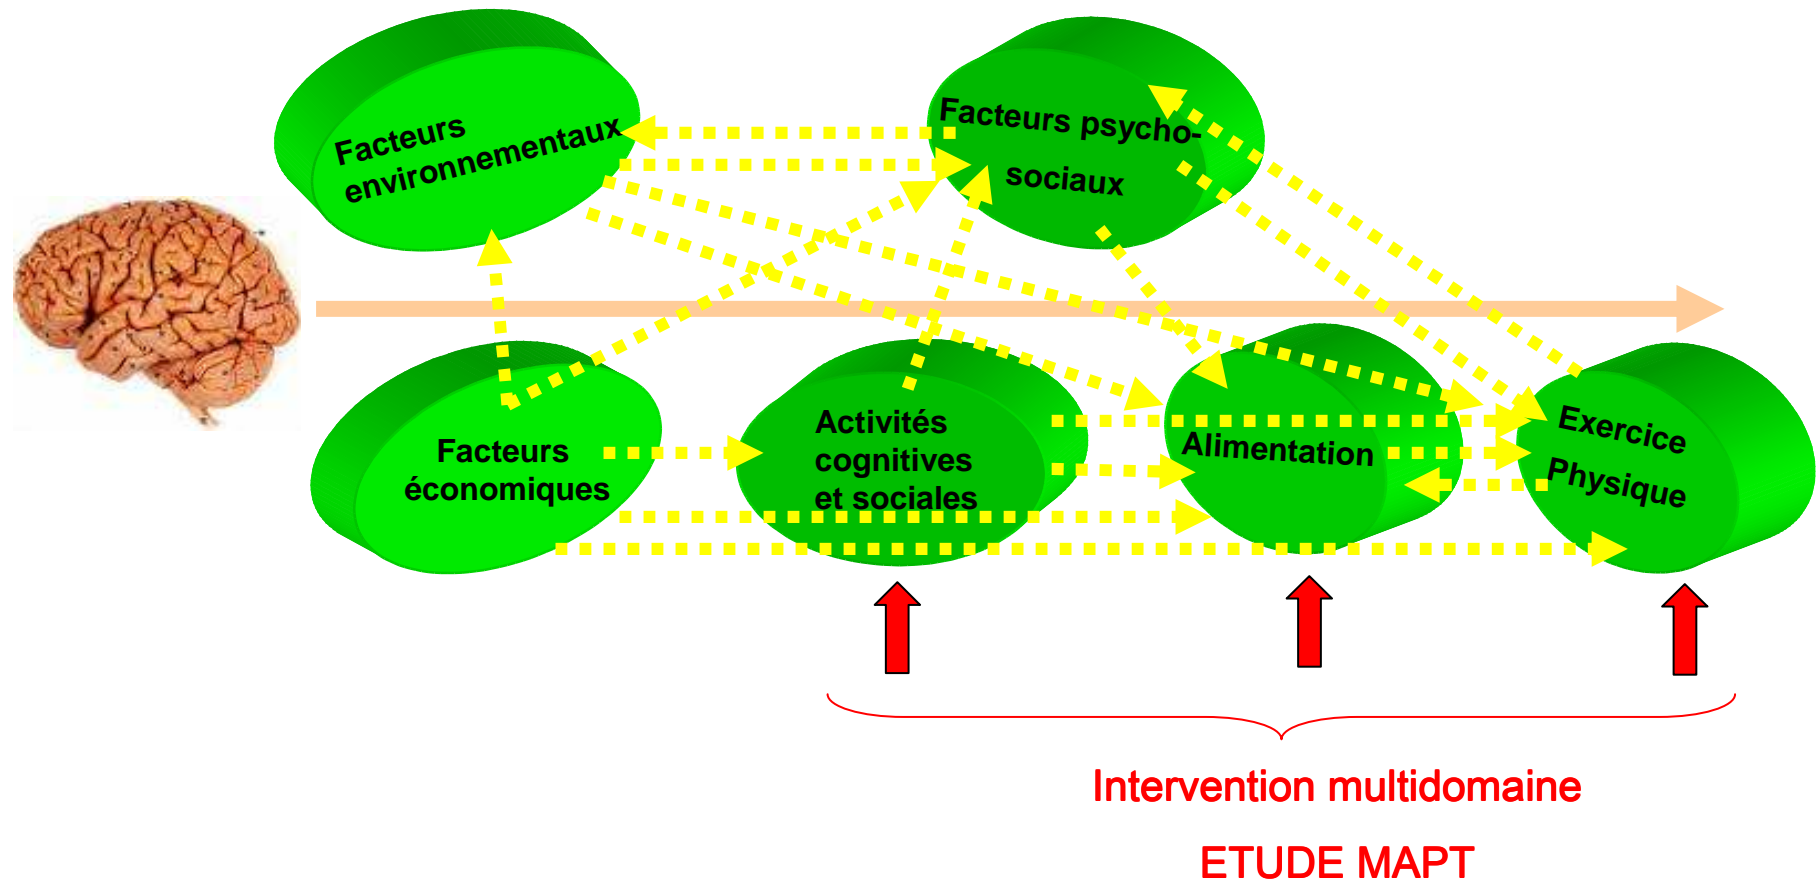 Facteurs
environnementaux
Facteurs psycho-
sociaux
Facteurs
économiques
Activités
cognitives
et sociales
Alimentation
Exercice
Physique
Intervention multidomaine
ETUDE MAPT